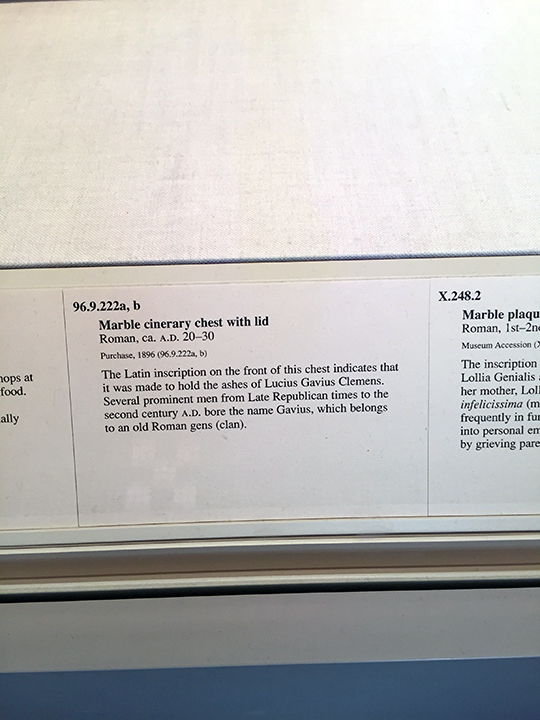 hops at
food.
ally
96.9.222a, b
Marble cinerary chest with lid
Roman, ca. A.D. 20–30
Purchase, 1896 (96.9.222a, b)
The Latin inscription on the front of this chest indicates that
it was made to hold the ashes of Lucius Gavius Clemens.
Several prominent men from Late Republican times to the
second century A.D. bore the name Gavius, which belongs
to an old Roman gens (clan).
X.248.2
Marble plaqu
Roman, 1st–2n
Museum Accession (X
The inscription
Lollia Genialis a
her mother, Loll
infelicissima (m
frequently in fun
into personal em
by grieving pare